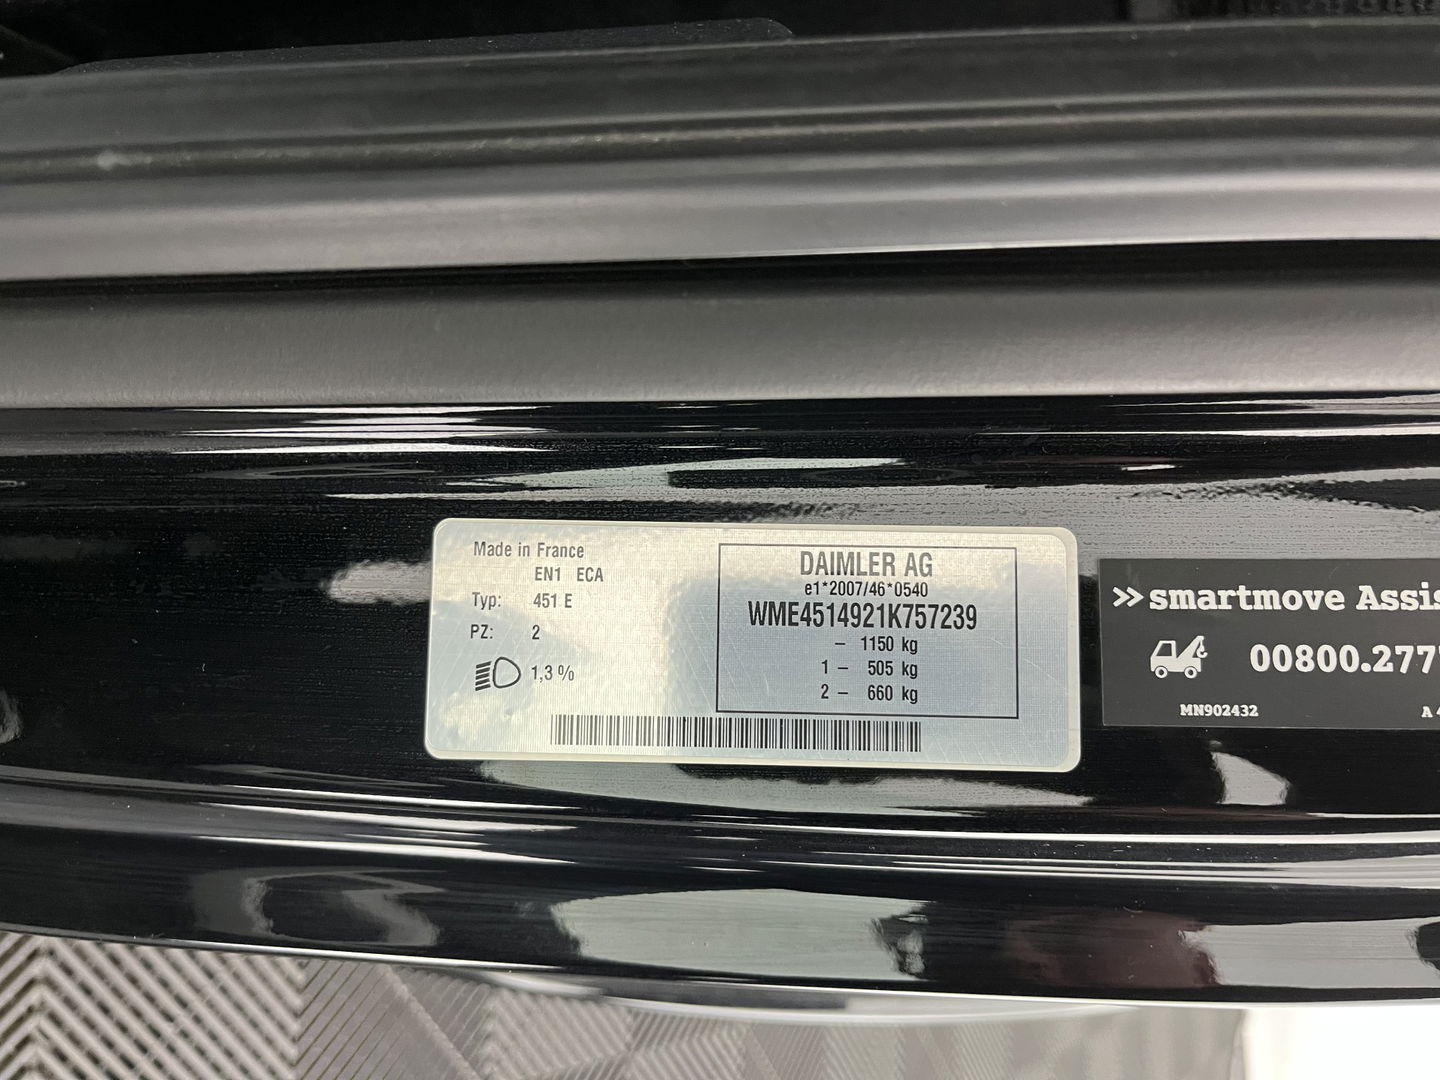 Made in France
EN1 ECA
Typ: 451 E
PZ: 2
1,3 %
DAIMLER AG
e1*2007/46*0540
WME4514921K757239
– 1150 kg
1 – 505 kg
2 – 660 kg
>> smartmove Assis
00800.277
MN902432
A 4